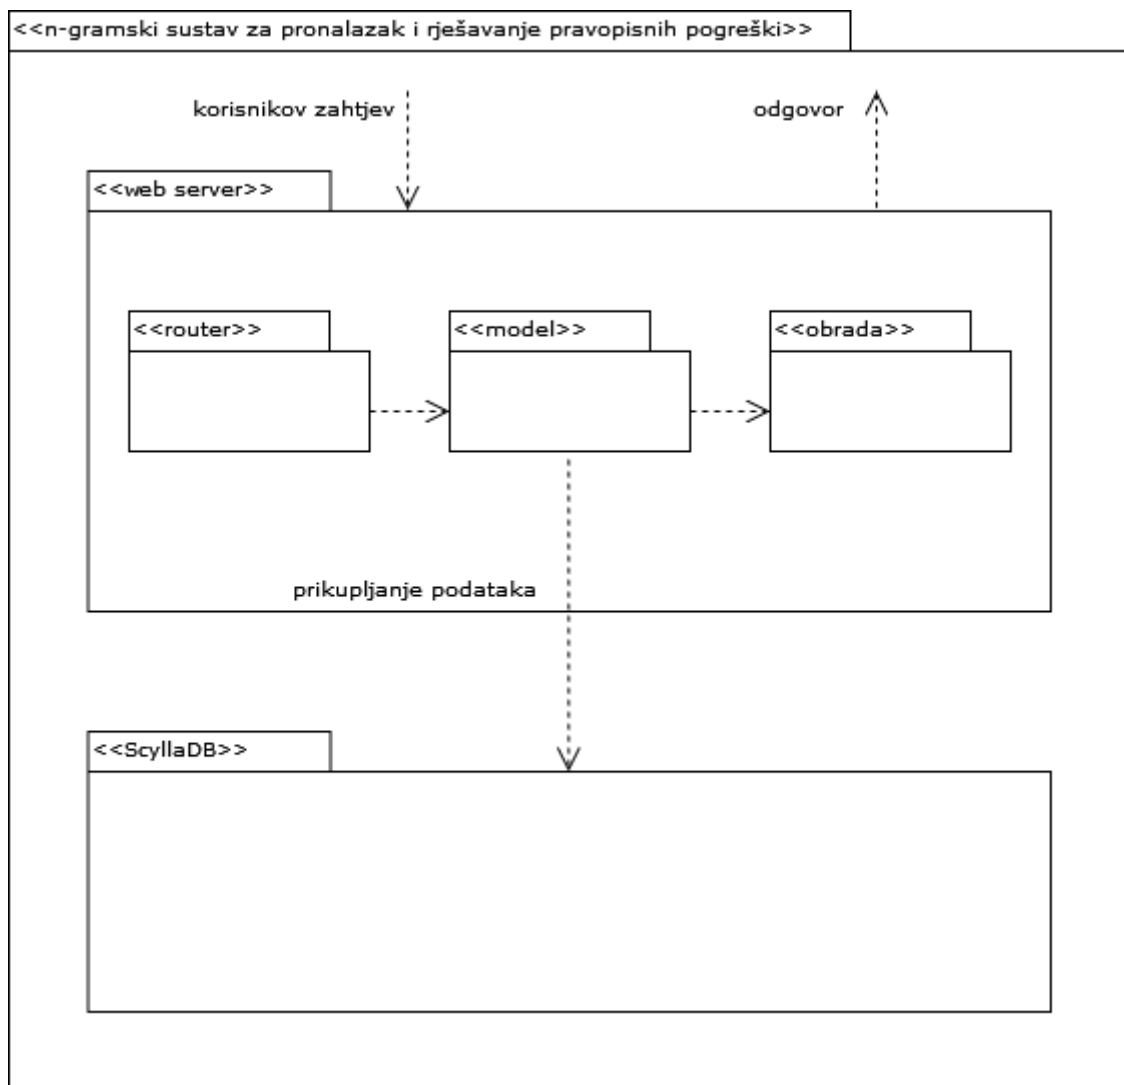 <<n-gramski sustav za pronalazak i rješavanje pravopisnih pogreški>>
korisnikov zahtjev
odgovor
<<web server>>
<<router>>
<<model>>
<<obrada>>
prikupljanje podataka
<<ScyllaDB>>